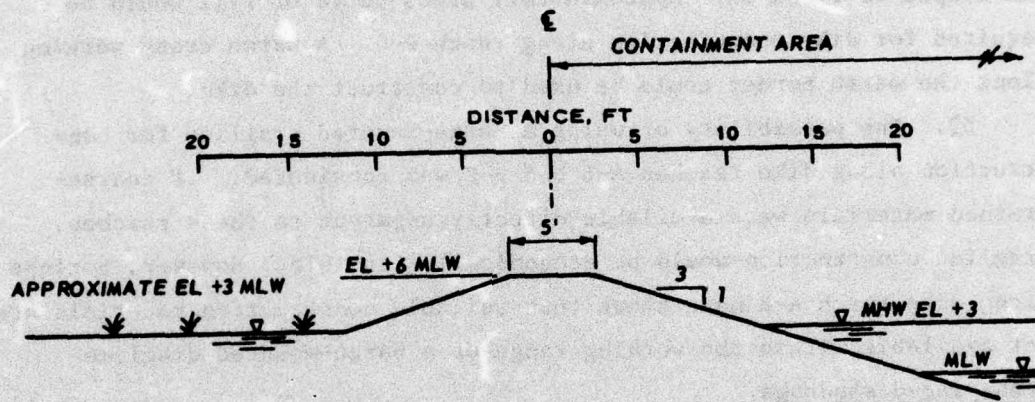 ℄
CONTAINMENT AREA
DISTANCE, FT
20 15 10 5 0 5 10 15 20
5'
EL +6 MLW
3
1
APPROXIMATE EL +3 MLW
MHW EL +3
MLW